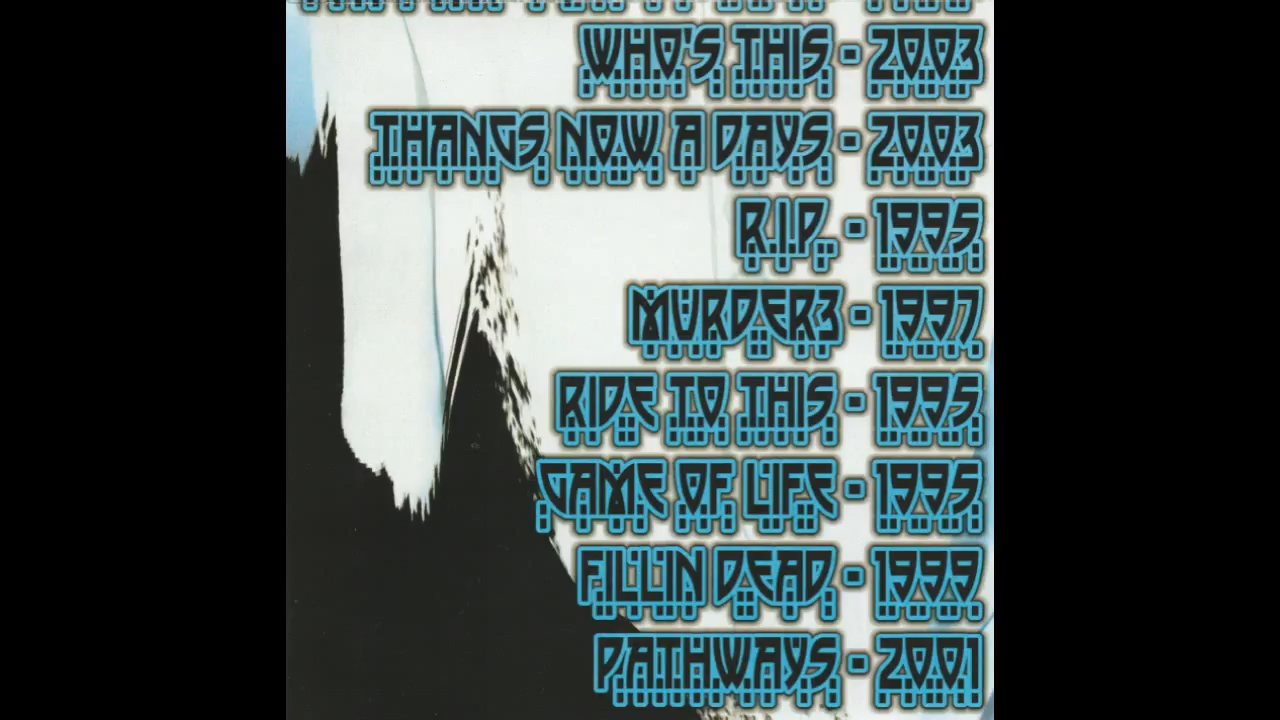 WHO'S THIS - 2003
THANGS NOW A DAYS - 2003
R.I.P. - 1995
MURDER3 - 1997
RIDE TO THIS - 1995
GAME OF LIFE - 1995
FILLIN DEAD - 1999
PATHWAYS - 2001